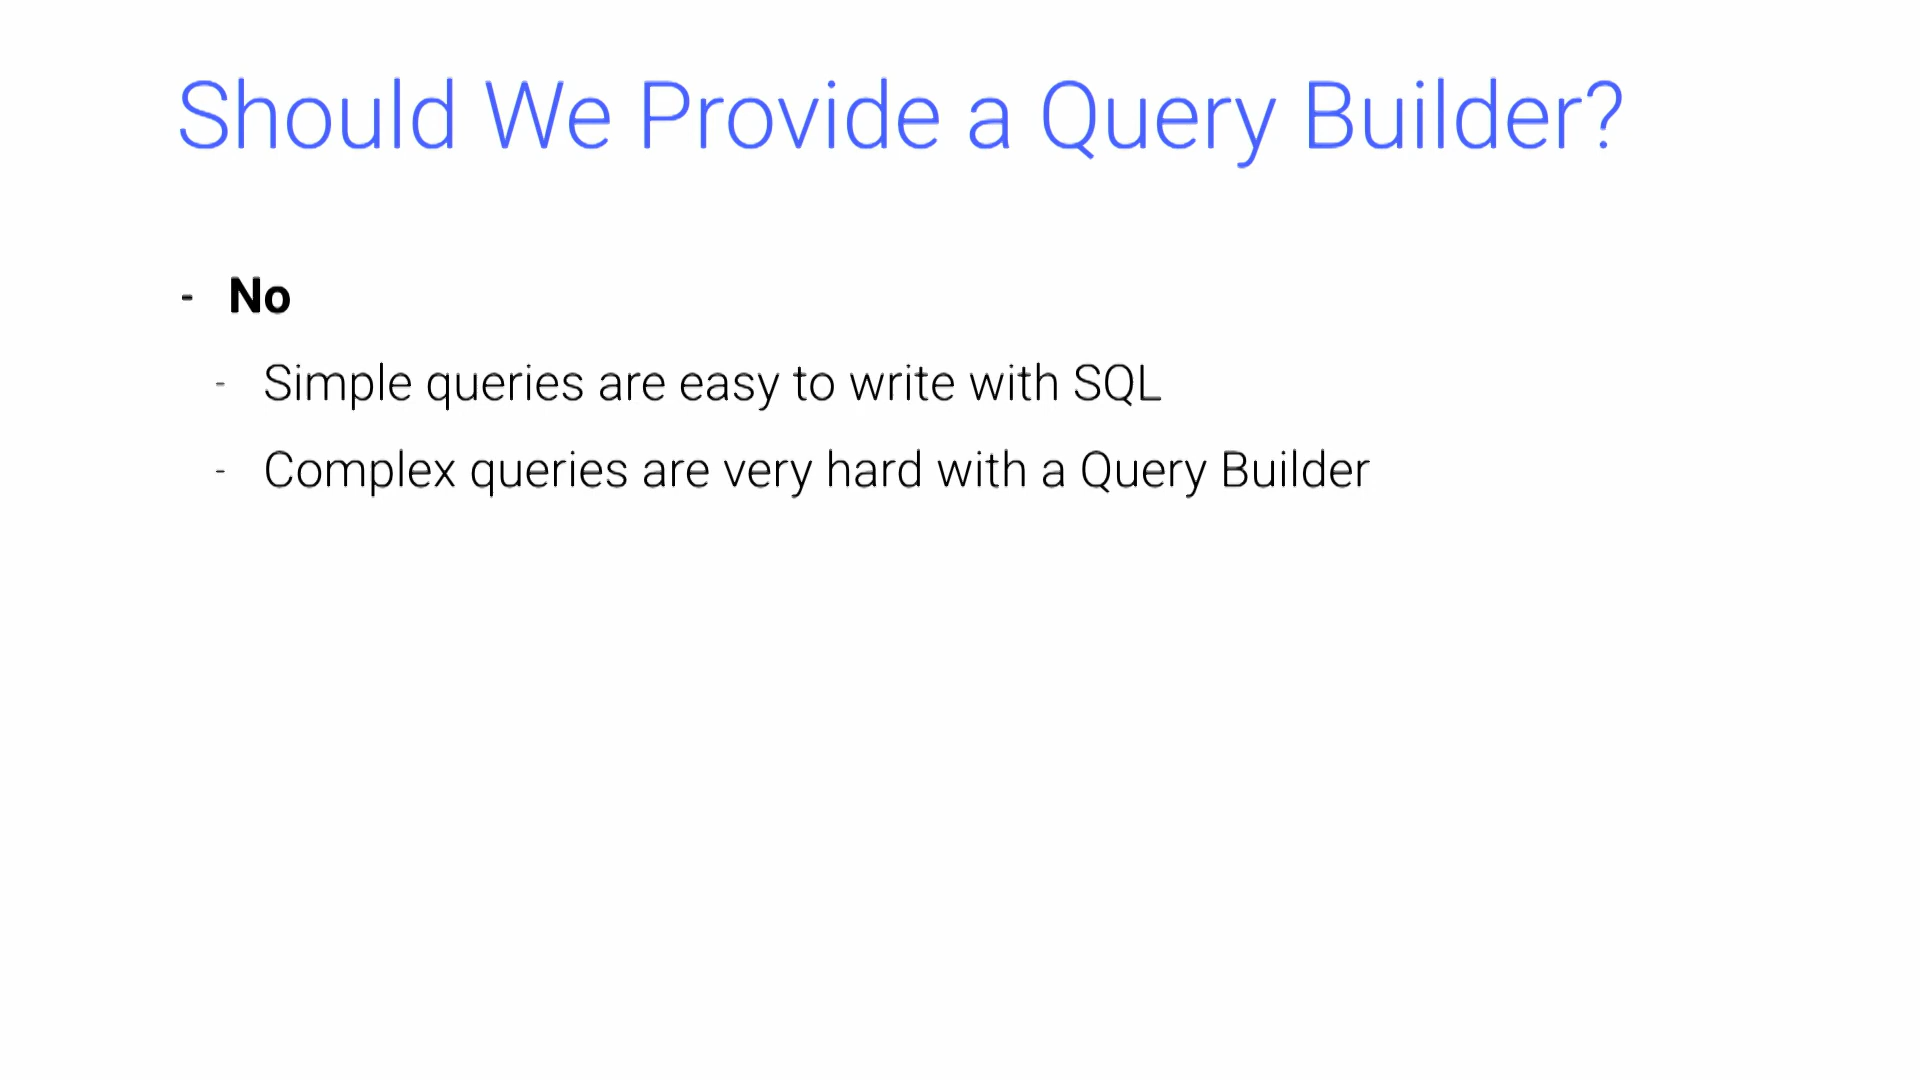 Should We Provide a Query Builder?
- No
- Simple queries are easy to write with SQL
- Complex queries are very hard with a Query Builder